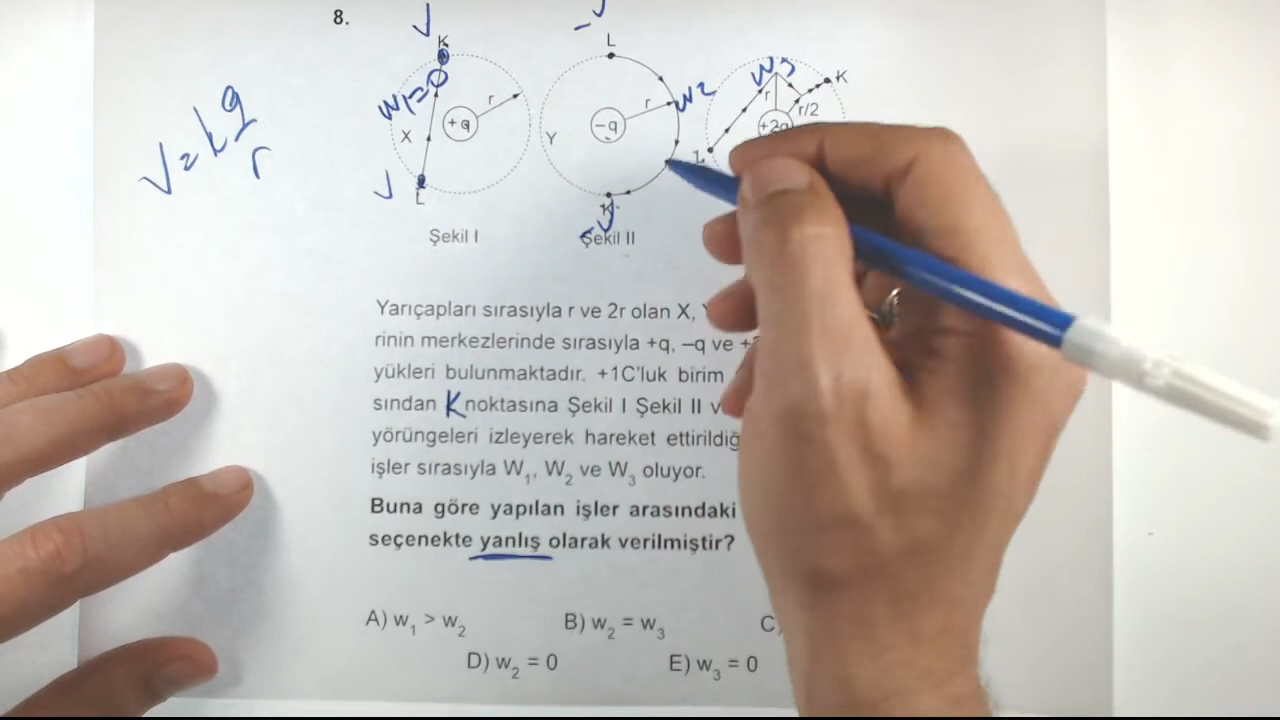 8.
V
-V
K
L
W3
K
W1=0
r
r
W2
r
r/2
V=k q/r
X
+q
-q
Y
+2q
V
L
K
-V
Şekil I
Şekil II
Yarıçapları sırasıyla r ve 2r olan X,
rinin merkezlerinde sırasıyla +q, –q ve
yükleri bulunmaktadır. +1C'luk birim
sından K noktasına Şekil I Şekil II
yörüngeleri izleyerek hareket ettirildiğ
işler sırasıyla W1, W2 ve W3 oluyor.
Buna göre yapılan işler arasındaki
seçenekte yanlış olarak verilmiştir?
A) w1 > w2 B) w2 = w3 C)
D) w2 = 0 E) w3 = 0